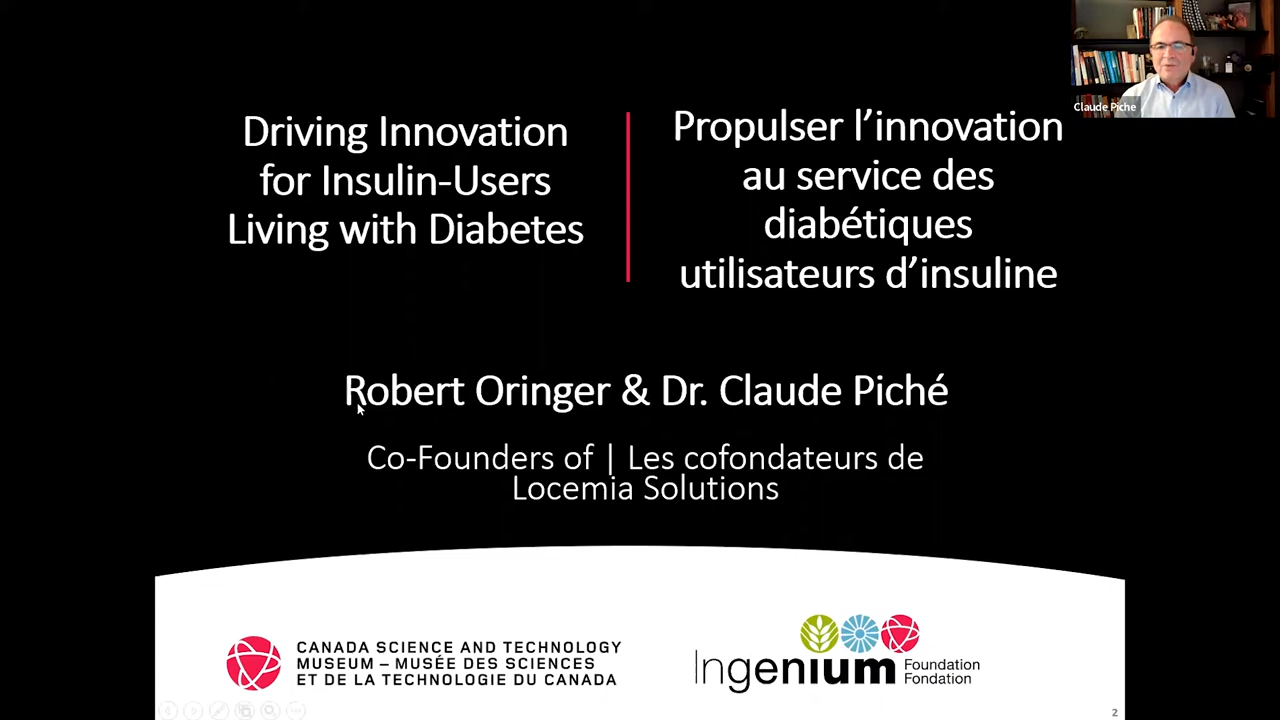 Claude Piche
Driving Innovation
for Insulin-Users
Living with Diabetes
Propulser l’innovation
au service des
diabétiques
utilisateurs d’insuline
Robert Oringer & Dr. Claude Piché
Co-Founders of | Les cofondateurs de
Locemia Solutions
CANADA SCIENCE AND TECHNOLOGY
MUSEUM – MUSÉE DES SCIENCES
ET DE LA TECHNOLOGIE DU CANADA
Ingenium
Foundation
Fondation
2